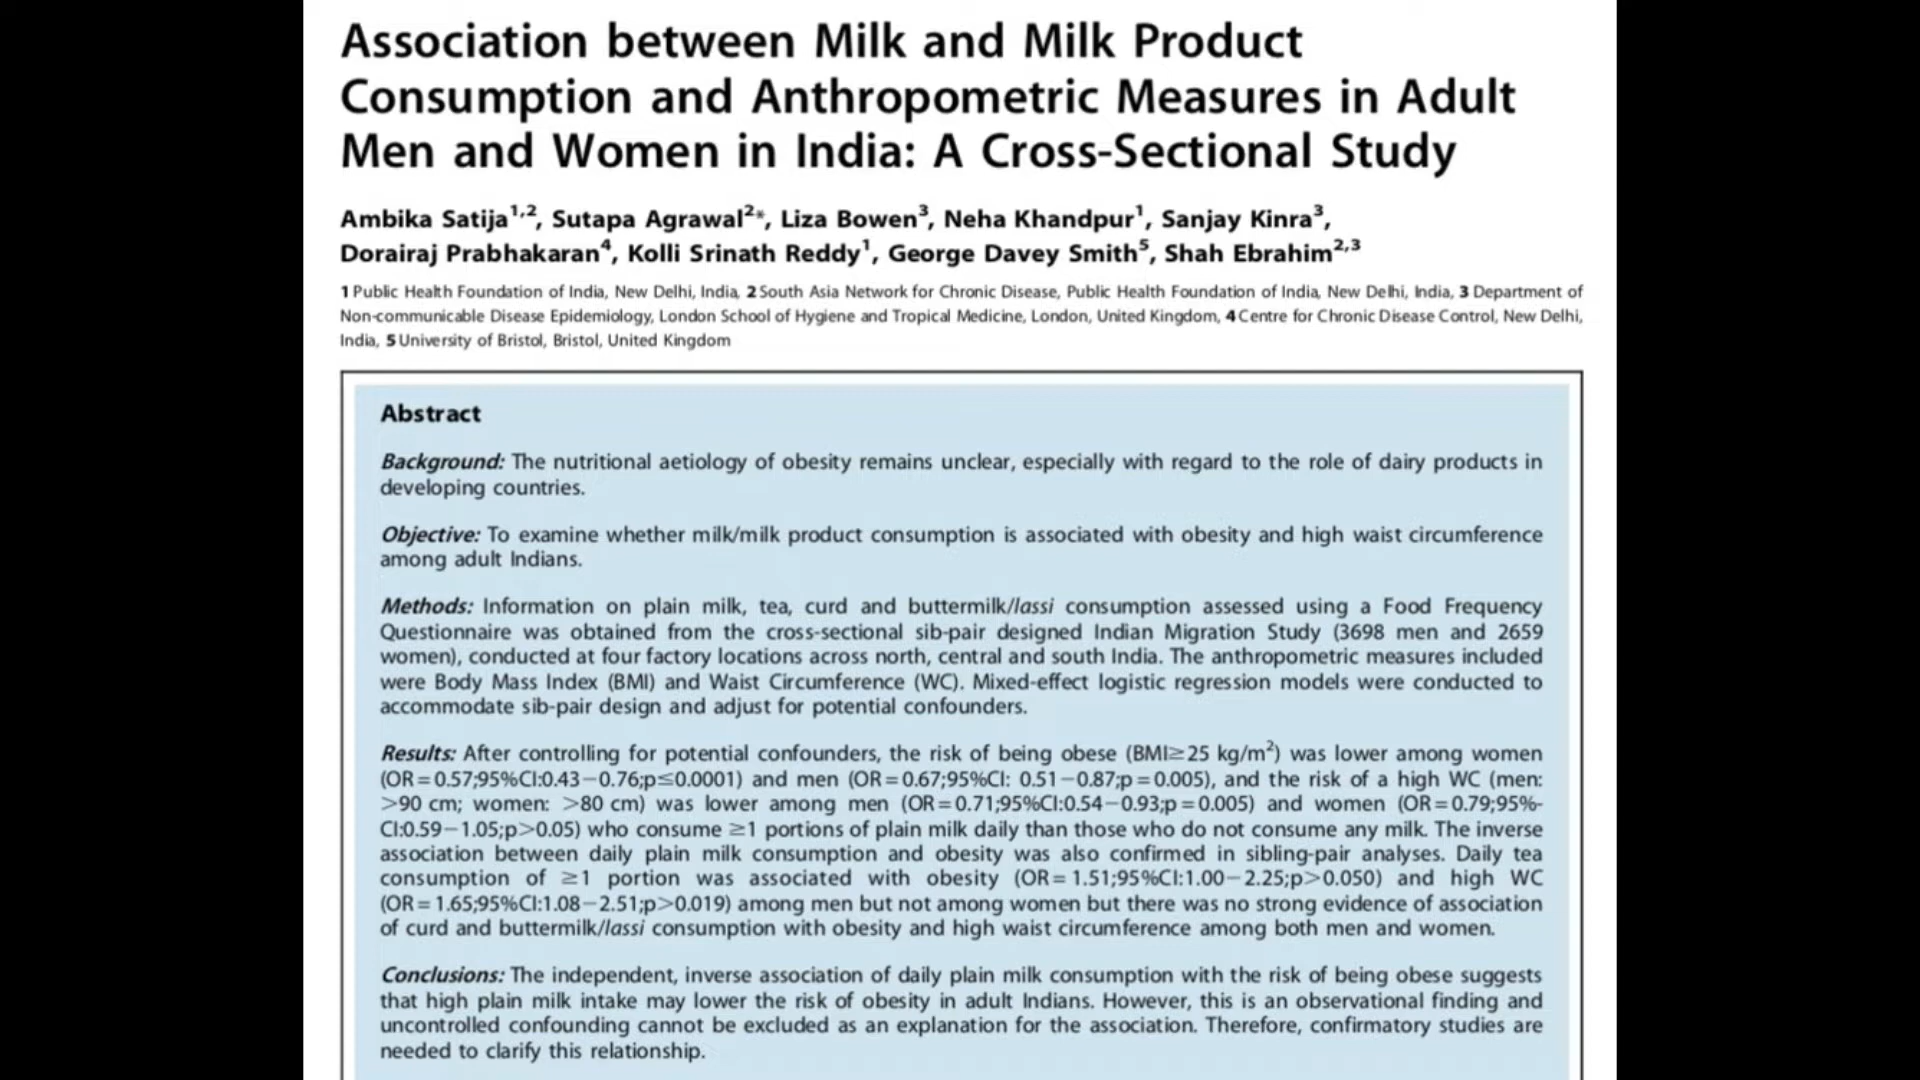 Association between Milk and Milk Product
Consumption and Anthropometric Measures in Adult
Men and Women in India: A Cross-Sectional Study
Ambika Satija1,2, Sutapa Agrawal2*, Liza Bowen3, Neha Khandpur1, Sanjay Kinra3,
Dorairaj Prabhakaran4, Kolli Srinath Reddy1, George Davey Smith5, Shah Ebrahim2,3
1 Public Health Foundation of India, New Delhi, India, 2 South Asia Network for Chronic Disease, Public Health Foundation of India, New Delhi, India, 3 Department of
Non-communicable Disease Epidemiology, London School of Hygiene and Tropical Medicine, London, United Kingdom, 4 Centre for Chronic Disease Control, New Delhi,
India, 5 University of Bristol, Bristol, United Kingdom
Abstract
Background: The nutritional aetiology of obesity remains unclear, especially with regard to the role of dairy products in
developing countries.
Objective: To examine whether milk/milk product consumption is associated with obesity and high waist circumference
among adult Indians.
Methods: Information on plain milk, tea, curd and buttermilk/lassi consumption assessed using a Food Frequency
Questionnaire was obtained from the cross-sectional sib-pair designed Indian Migration Study (3698 men and 2659
women), conducted at four factory locations across north, central and south India. The anthropometric measures included
were Body Mass Index (BMI) and Waist Circumference (WC). Mixed-effect logistic regression models were conducted to
accommodate sib-pair design and adjust for potential confounders.
Results: After controlling for potential confounders, the risk of being obese (BMI≥25 kg/m2) was lower among women
(OR=0.57;95%CI:0.43–0.76;p≤0.0001) and men (OR=0.67;95%CI: 0.51–0.87;p=0.005), and the risk of a high WC (men:
>90 cm; women: >80 cm) was lower among men (OR=0.71;95%CI:0.54–0.93;p=0.005) and women (OR=0.79;95%-
CI:0.59–1.05;p>0.05) who consume ≥1 portions of plain milk daily than those who do not consume any milk. The inverse
association between daily plain milk consumption and obesity was also confirmed in sibling-pair analyses. Daily tea
consumption of ≥1 portion was associated with obesity (OR=1.51;95%CI:1.00–2.25;p>0.050) and high WC
(OR=1.65;95%CI:1.08–2.51;p>0.019) among men but not among women but there was no strong evidence of association
of curd and buttermilk/lassi consumption with obesity and high waist circumference among both men and women.
Conclusions: The independent, inverse association of daily plain milk consumption with the risk of being obese suggests
that high plain milk intake may lower the risk of obesity in adult Indians. However, this is an observational finding and
uncontrolled confounding cannot be excluded as an explanation for the association. Therefore, confirmatory studies are
needed to clarify this relationship.